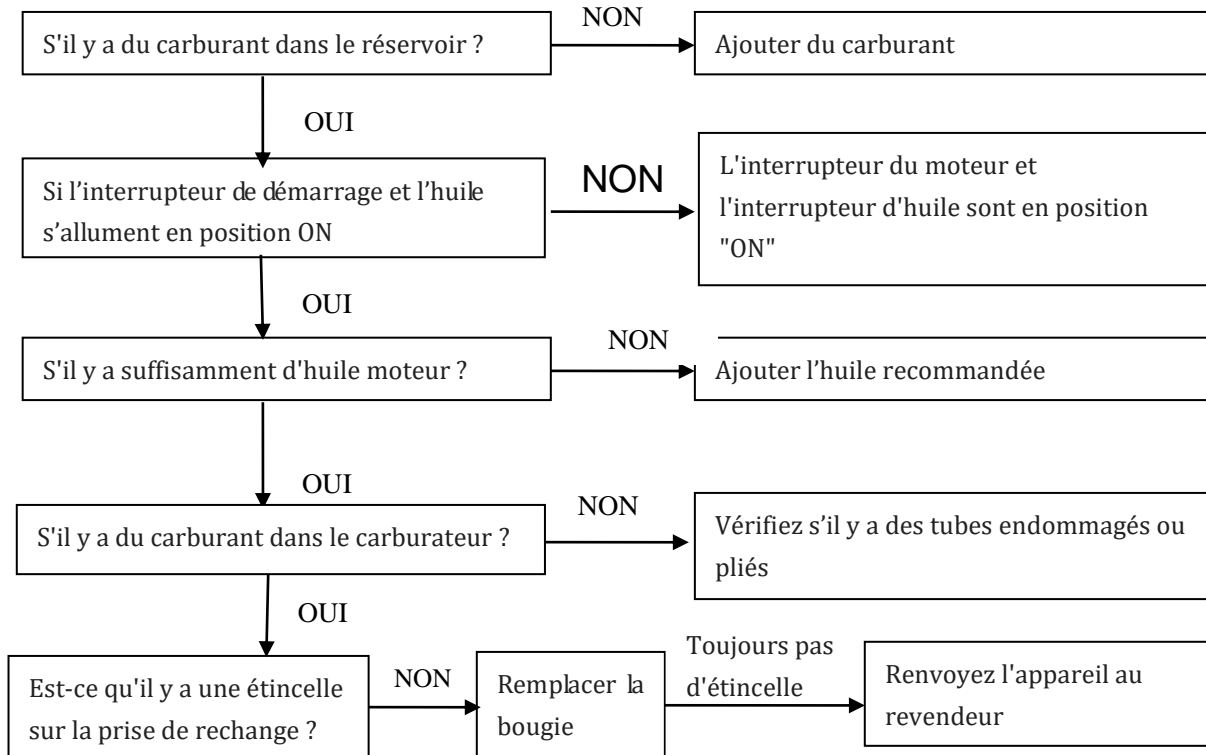 NON
S'il y a du carburant dans le réservoir ?
Ajouter du carburant
OUI
Si l’interrupteur de démarrage et l’huile
s’allument en position ON
NON
L'interrupteur du moteur et
l'interrupteur d'huile sont en position
"ON"
OUI
S'il y a suffisamment d'huile moteur ?
NON
Ajouter l’huile recommandée
OUI
S'il y a du carburant dans le carburateur ?
NON
Vérifiez s’il y a des tubes endommagés ou
pliés
OUI
Est-ce qu'il y a une étincelle
sur la prise de rechange ?
NON
Remplacer la
bougie
Toujours pas
d'étincelle
Renvoyez l'appareil au
revendeur